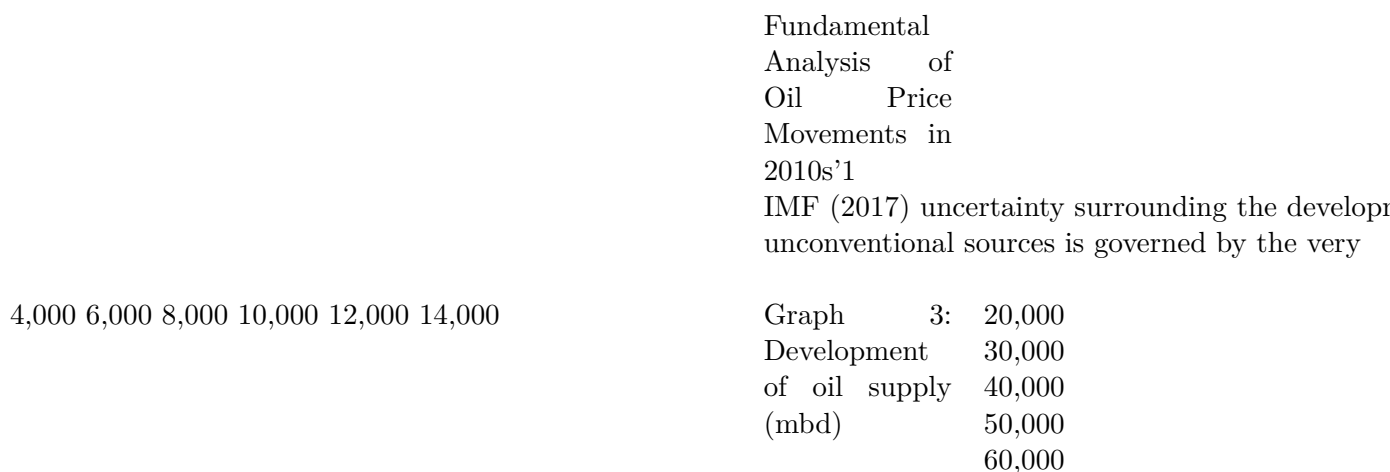 Fundamental
Analysis of
Oil Price
Movements in
2010s'1
IMF (2017) uncertainty surrounding the
unconventional sources is governed by the very
4,000 6,000 8,000 10,000 12,000 14,000
Graph 3:
Development
of oil supply
(mbd)
20,000
30,000
40,000
50,000
60,000